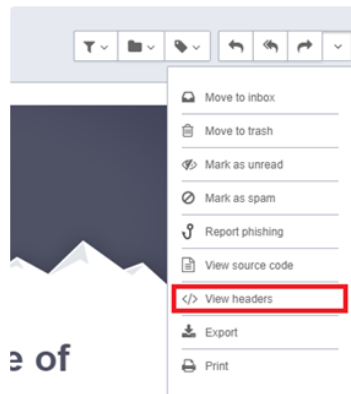 Move to inbox
Move to trash
Mark as unread
Mark as spam
Report phishing
View source code
</> View headers
Export
Print
e of